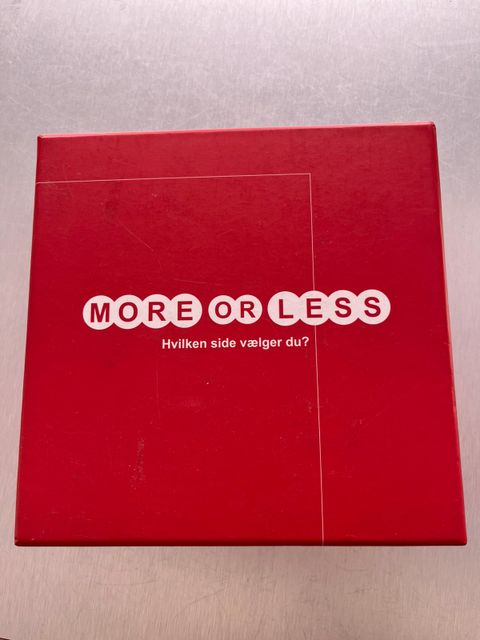 MORE OR LESS
Hvilken side vælger du?